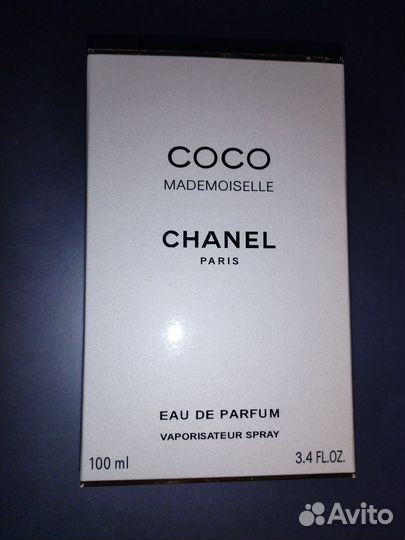 COCO
MADEMOISELLE
CHANEL
PARIS
EAU DE PARFUM
VAPORISATEUR SPRAY
100 ml 3.4 FL.OZ.
Avito